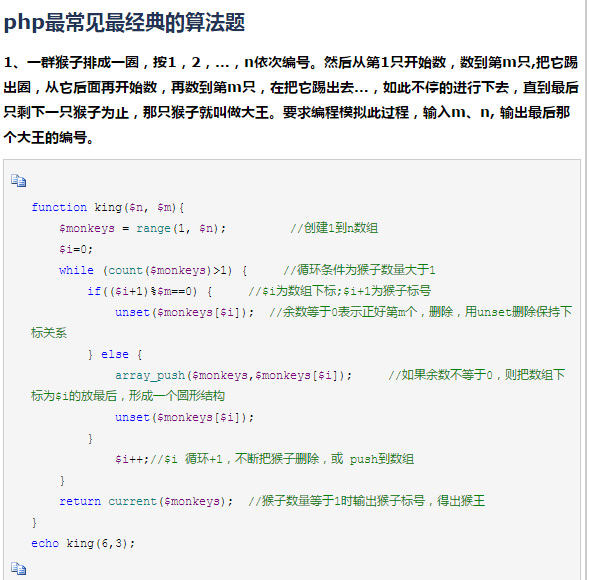 php最常见最经典的算法题
1、一群猴子排成一圈，按1，2，...，n依次编号。然后从第1只开始数，数到第m只,把它踢
出圈，从它后面再开始数，再数到第m只，在把它踢出去...，如此不停的进行下去，直到最后
只剩下一只猴子为止，那只猴子就叫做大王。要求编程模拟此过程，输入m、n, 输出最后那
个大王的编号。
function king($n, $m){
$monkeys = range(1, $n); //创建1到n数组
$i=0;
while (count($monkeys)>1) { //循环条件为猴子数量大于1
if(($i+1)%$m==0) { //$i为数组下标;$i+1为猴子标号
unset($monkeys[$i]); //余数等于0表示正好第m个，删除，用unset删除保持下
标关系
} else {
array_push($monkeys,$monkeys[$i]); //如果余数不等于0，则把数组下
标为$i的放最后，形成一个圆形结构
unset($monkeys[$i]);
}
$i++;//$i 循环+1，不断把猴子删除，或 push到数组
}
return current($monkeys); //猴子数量等于1时输出猴子标号，得出猴王
}
echo king(6,3);